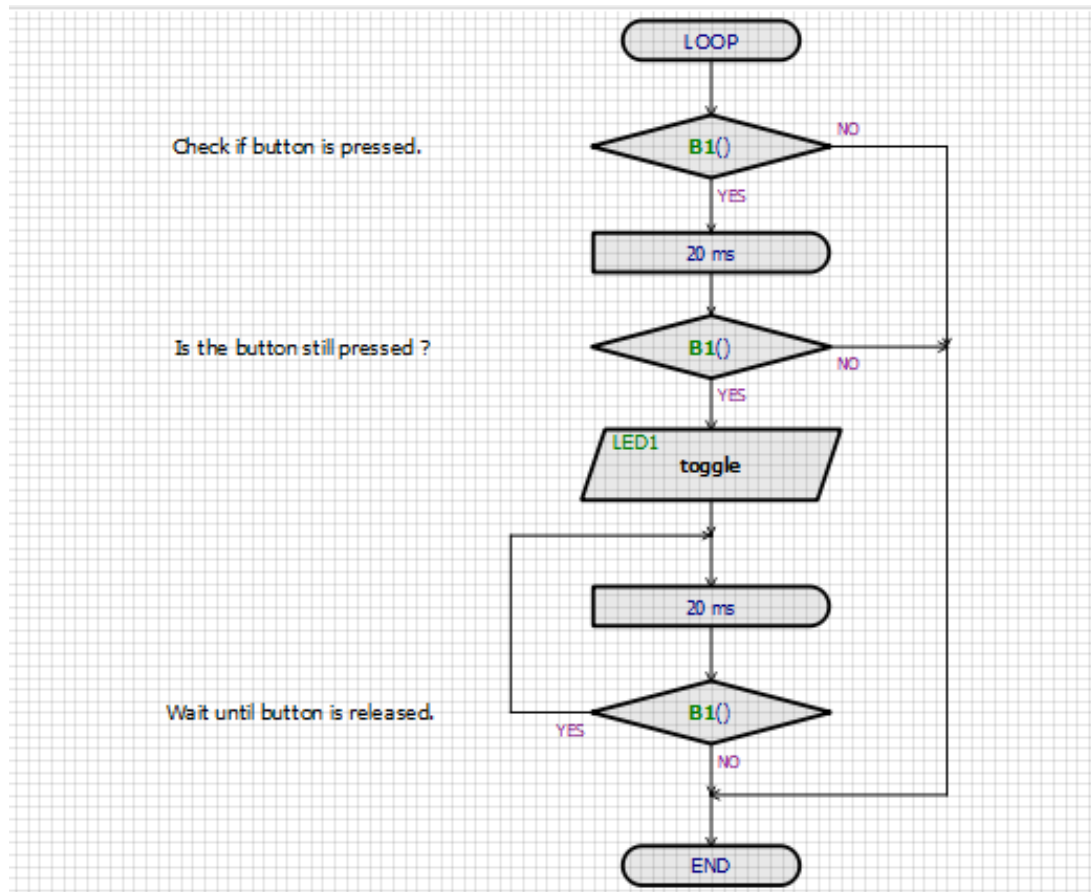 LOOP
Check if button is pressed.
B1()
NO
YES
20 ms
Is the button still pressed ?
B1()
NO
YES
LED1
toggle
20 ms
Wait until button is released.
B1()
YES
NO
END